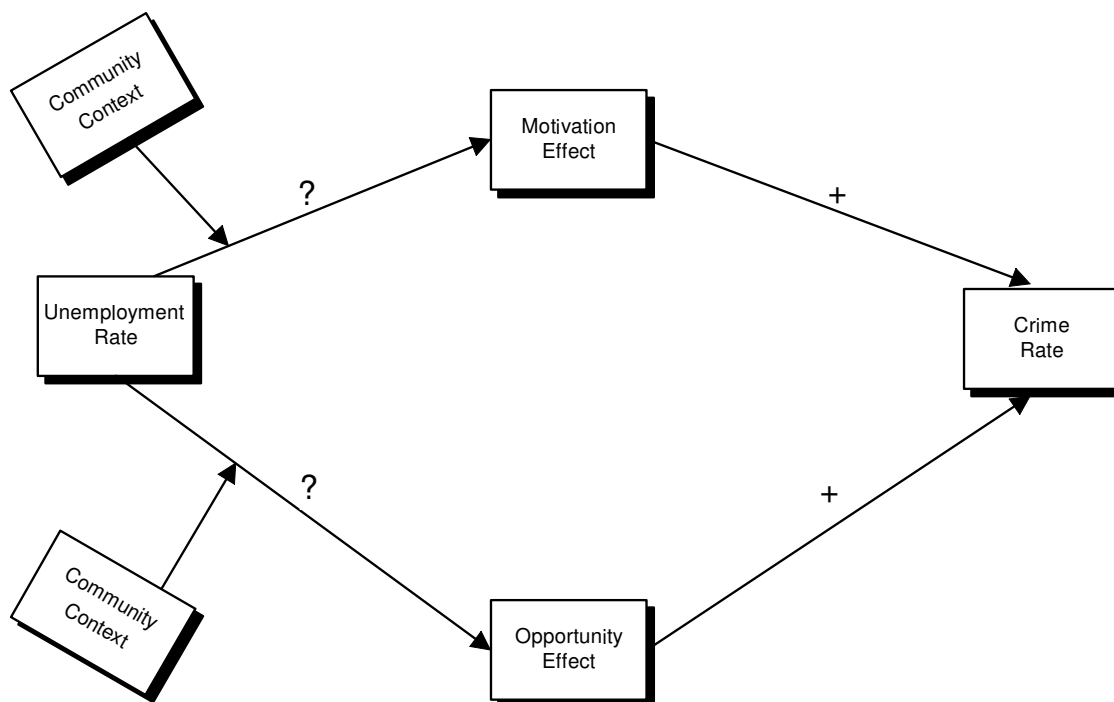 Community
Context
Motivation
Effect
?
+
Unemployment
Rate
Crime
Rate
?
+
Community
Context
Opportunity
Effect